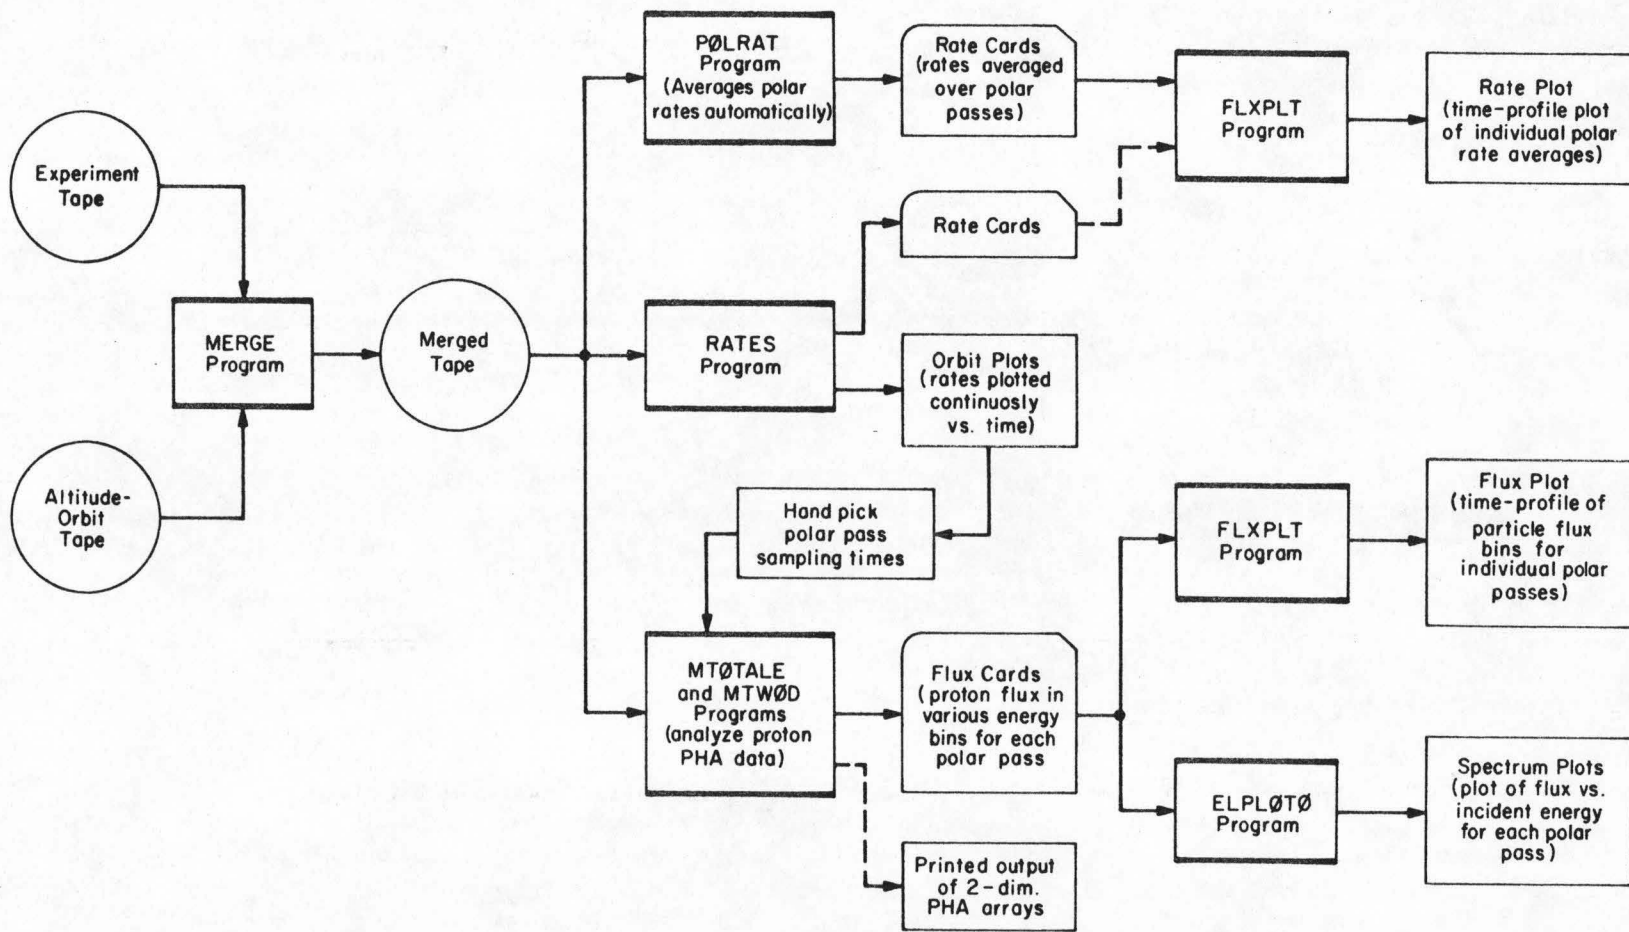 Experiment
Tape
Altitude-
Orbit
Tape
MERGE
Program
Merged
Tape
PØLRAT
Program
(Averages polar
rates automatically)
Rate Cards
(rates averaged
over polar
passes)
FLXPLT
Program
Rate Plot
(time-profile plot
of individual polar
rate averages)
Rate Cards
RATES
Program
Orbit Plots
(rates plotted
continuosly
vs. time)
Hand pick
polar pass
sampling times
MTØTALE
and MTWØD
Programs
(analyze proton
PHA data)
Flux Cards
(proton flux in
various energy
bins for each
polar pass
Printed output
of 2-dim.
PHA arrays
FLXPLT
Program
Flux Plot
(time-profile of
particle flux
bins for
individual polar
passes)
ELPLØTØ
Program
Spectrum Plots
(plot of flux vs.
incident energy
for each polar
pass)